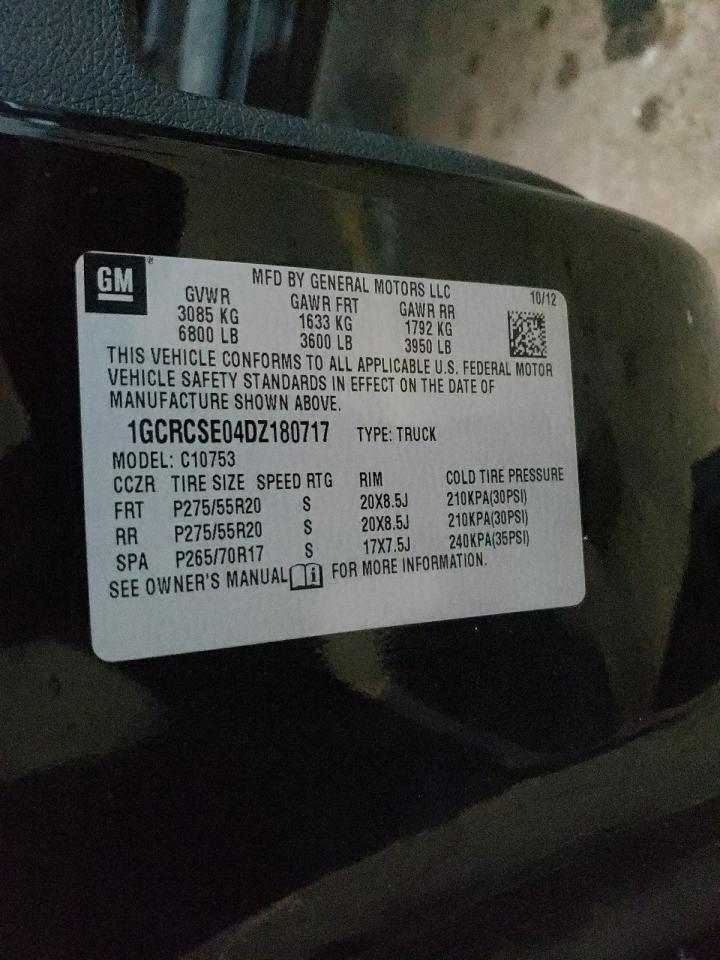 GM
MFD BY GENERAL MOTORS LLC 10/12
GVWR GAWR FRT GAWR RR
3085 KG 1633 KG 1792 KG
6800 LB 3600 LB 3950 LB
THIS VEHICLE CONFORMS TO ALL APPLICABLE U.S. FEDERAL MOTOR
VEHICLE SAFETY STANDARDS IN EFFECT ON THE DATE OF
MANUFACTURE SHOWN ABOVE.
1GCRCSE04DZ180717 TYPE: TRUCK
MODEL: C10753
CCZR TIRE SIZE SPEED RTG RIM COLD TIRE PRESSURE
FRT P275/55R20 S 20X8.5J 210KPA(30PSI)
RR P275/55R20 S 20X8.5J 210KPA(30PSI)
SPA P265/70R17 S 17X7.5J 240KPA(35PSI)
SEE OWNER'S MANUAL i FOR MORE INFORMATION.